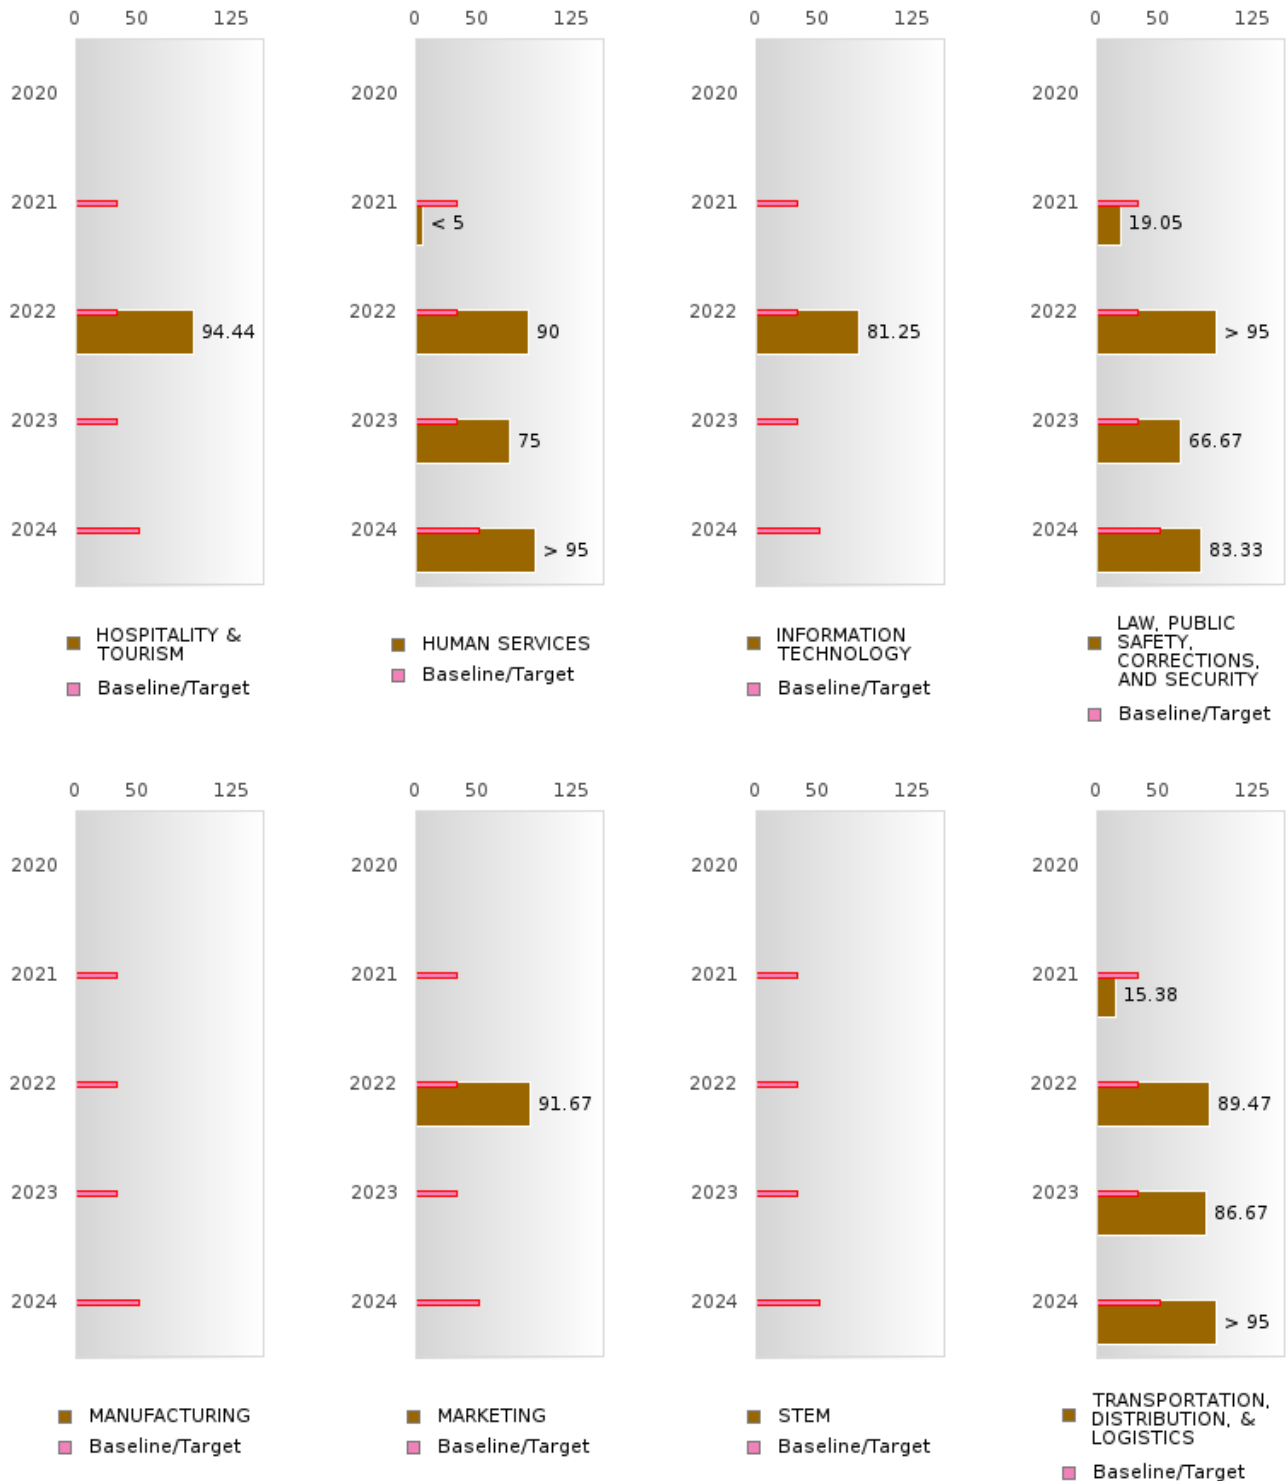 0 50 125
2020
2021
2022
94.44
2023
2024
HOSPITALITY &
TOURISM
Baseline/Target
0 50 125
2020
2021
< 5
2022
90
2023
75
2024
> 95
HUMAN SERVICES
Baseline/Target
0 50 125
2020
2021
2022
81.25
2023
2024
INFORMATION
TECHNOLOGY
Baseline/Target
0 50 125
2020
2021
19.05
2022
> 95
2023
66.67
2024
83.33
LAW, PUBLIC
SAFETY,
CORRECTIONS,
AND SECURITY
Baseline/Target
0 50 125
2020
2021
2022
2023
2024
MANUFACTURING
Baseline/Target
0 50 125
2020
2021
2022
91.67
2023
2024
MARKETING
Baseline/Target
0 50 125
2020
2021
2022
2023
2024
STEM
Baseline/Target
0 50 125
2020
2021
15.38
2022
89.47
2023
86.67
2024
> 95
TRANSPORTATION,
DISTRIBUTION, &
LOGISTICS
Baseline/Target